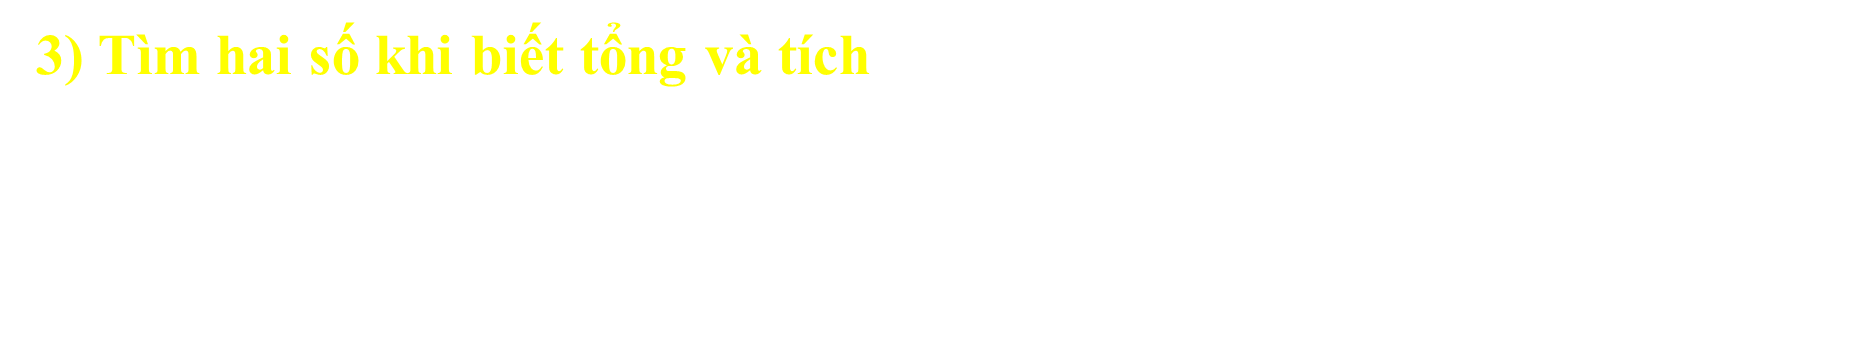 3) Tìm hai số khi biết tổng và tích